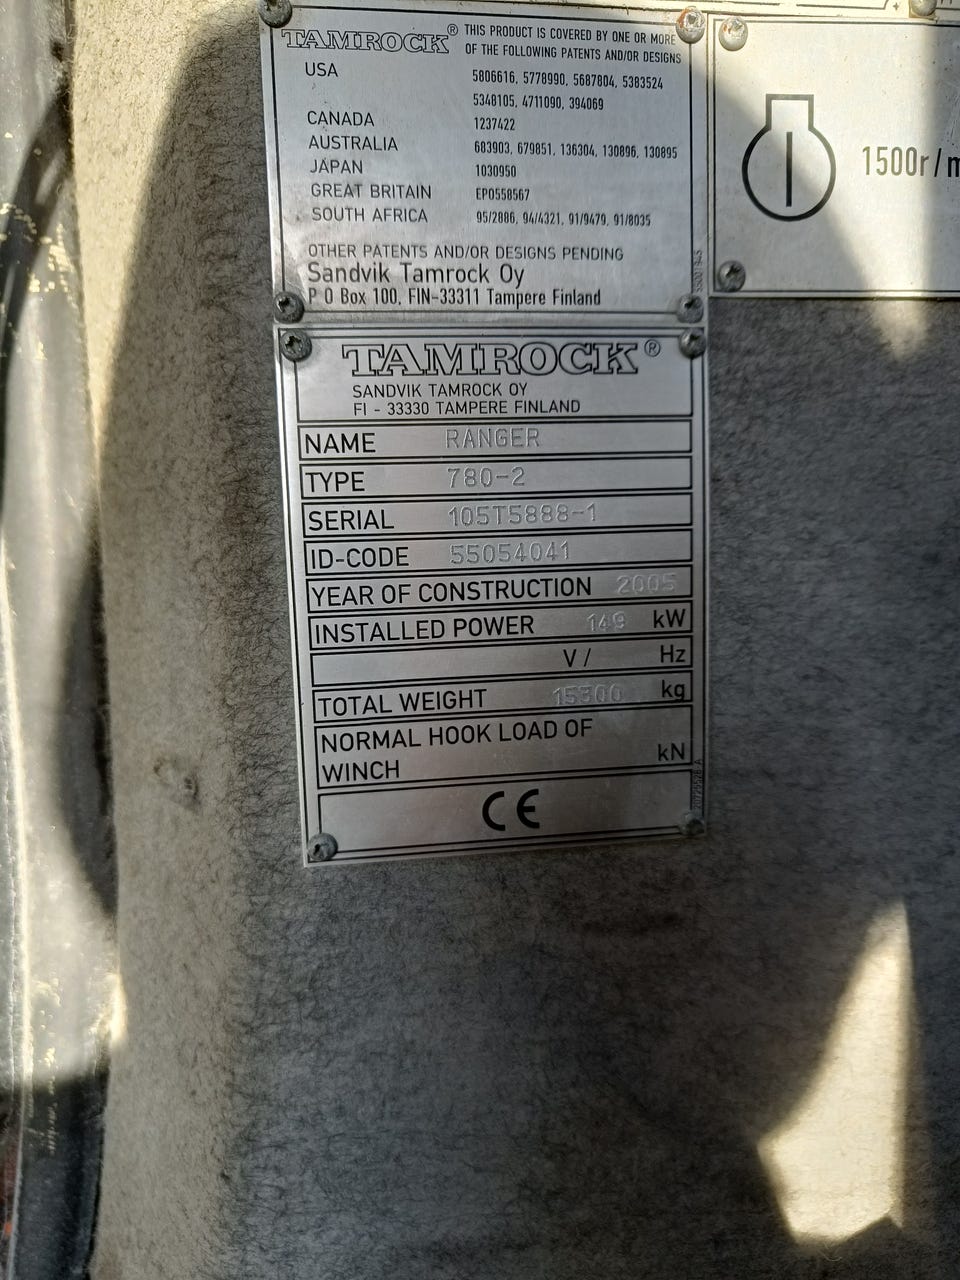 TAMROCK® THIS PRODUCT IS COVERED BY ONE OR MORE
OF THE FOLLOWING PATENTS AND/OR DESIGNS
USA 5806616, 5778990, 5687804, 5383524
5348105, 4711090, 394069
CANADA 1237422
AUSTRALIA 683903, 679851, 136304, 130896, 130895
JAPAN 1030950
GREAT BRITAIN EP0558567
SOUTH AFRICA 95/2886, 94/4321, 91/9479, 91/8035
OTHER PATENTS AND/OR DESIGNS PENDING
Sandvik Tamrock Oy
P O Box 100, FIN-33311 Tampere Finland
1500r/m
TAMROCK®
SANDVIK TAMROCK OY
FI - 33330 TAMPERE FINLAND
NAME RANGER
TYPE 780-2
SERIAL 105T5888-1
ID-CODE 55054041
YEAR OF CONSTRUCTION 2005
INSTALLED POWER 149 kW
V / Hz
TOTAL WEIGHT 15300 kg
NORMAL HOOK LOAD OF
WINCH kN
CE